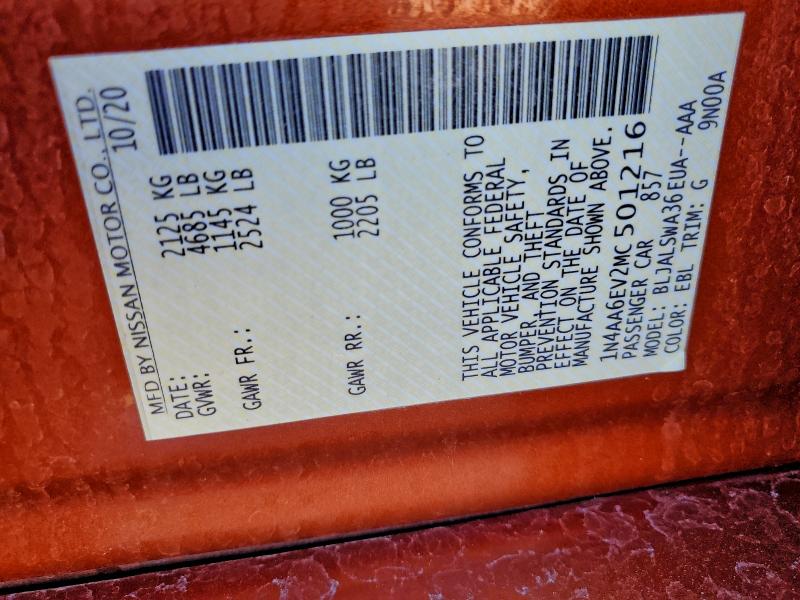 MFD BY NISSAN MOTOR CO., LTD.
DATE: 10/20
GVWR: 2125 KG
4685 LB
GAWR FR.: 1145 KG
2524 LB
GAWR RR.: 1000 KG
2205 LB
THIS VEHICLE CONFORMS TO
ALL APPLICABLE FEDERAL
MOTOR VEHICLE SAFETY,
BUMPER, AND THEFT
PREVENTION STANDARDS IN
EFFECT ON THE DATE OF
MANUFACTURE SHOWN ABOVE.
1N4AA6EV2MC501216
PASSENGER CAR 857
MODEL: BLJALSWA36EUA--AAA
COLOR: EBL TRIM: G 9N00A